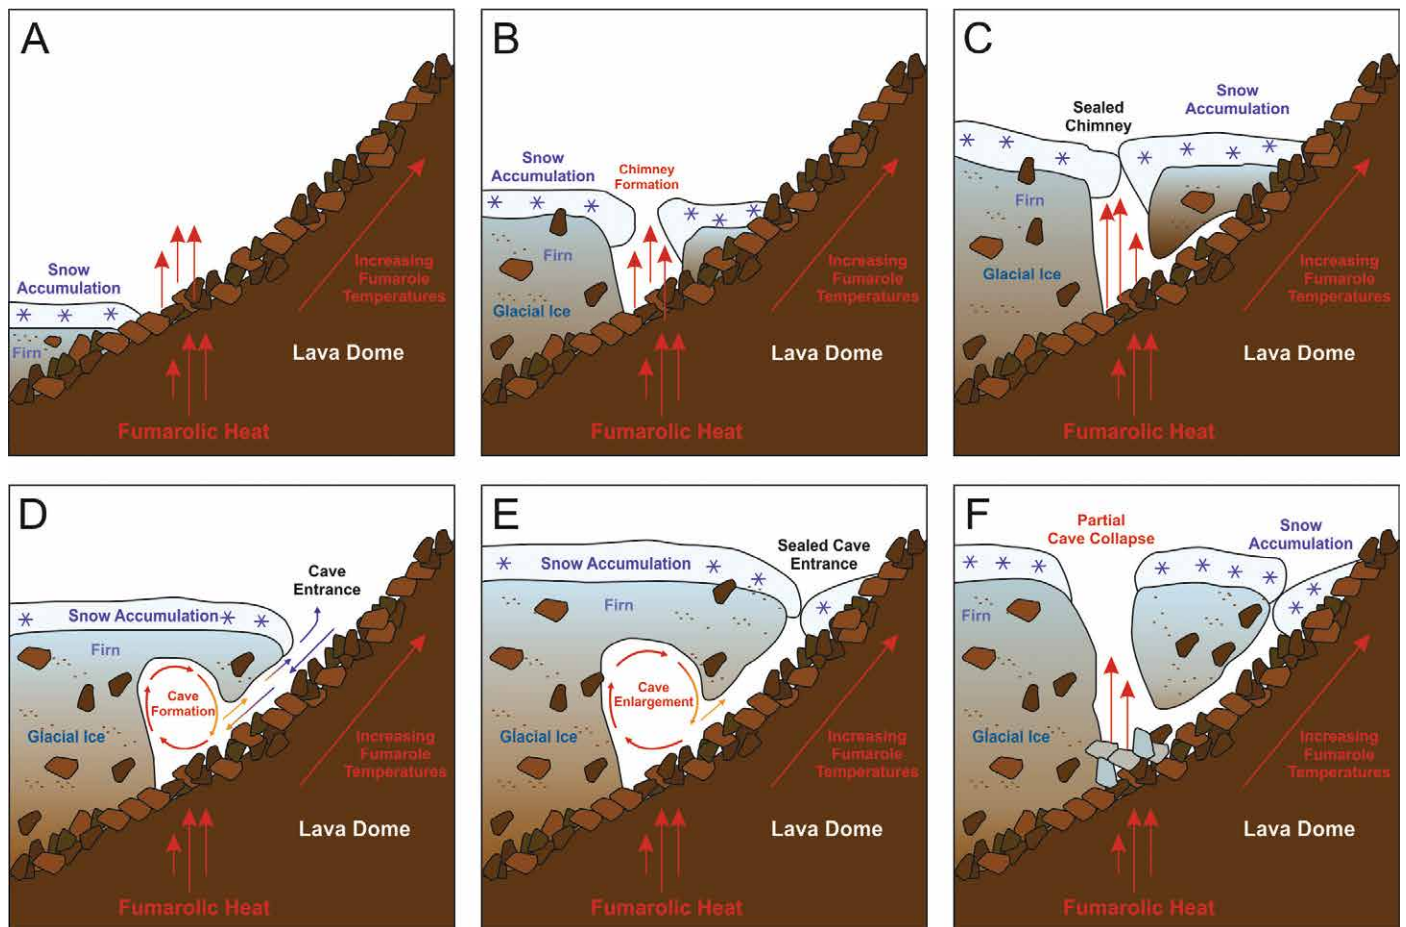 A
Snow
Accumulation
Firn
Increasing
Fumarole
Temperatures
Lava Dome
Fumarolic Heat
B
Snow
Accumulation
Chimney
Formation
Firn
Glacial Ice
Increasing
Fumarole
Temperatures
Lava Dome
Fumarolic Heat
C
Sealed
Chimney
Snow
Accumulation
Firn
Glacial Ice
Increasing
Fumarole
Temperatures
Lava Dome
Fumarolic Heat
D
Cave
Entrance
Snow Accumulation
Firn
Cave
Formation
Glacial Ice
Increasing
Fumarole
Temperatures
Lava Dome
Fumarolic Heat
E
Sealed Cave
Entrance
Snow Accumulation
Firn
Cave
Enlargement
Glacial Ice
Increasing
Fumarole
Temperatures
Lava Dome
Fumarolic Heat
F
Partial
Cave Collapse
Snow
Accumulation
Firn
Glacial Ice
Increasing
Fumarole
Temperatures
Lava Dome
Fumarolic Heat